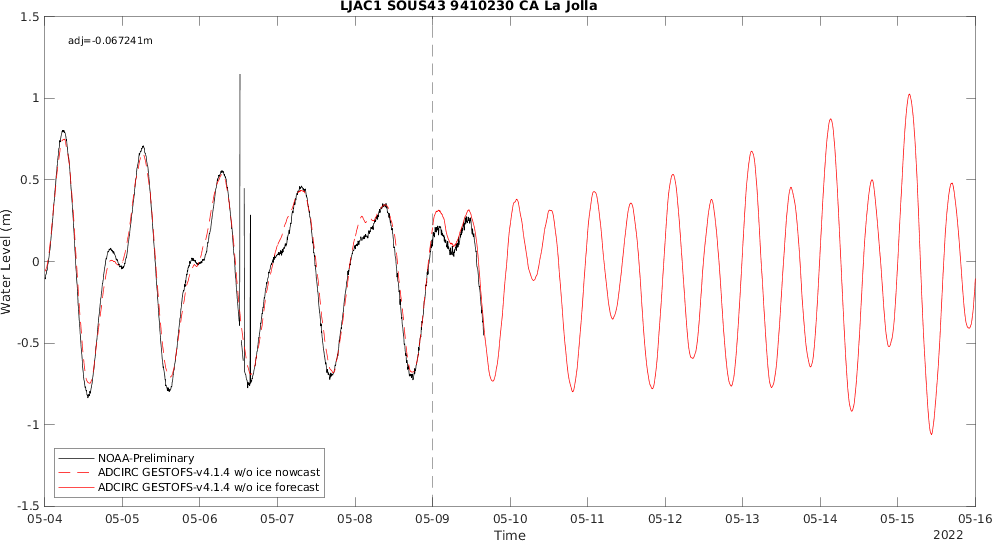 LJAC1 SOUS43 9410230 CA La Jolla
adj=-0.067241m
1.5
1
0.5
0
-0.5
-1
-1.5
Water Level (m)
NOAA-Preliminary
ADCIRC GESTOFS-v4.1.4 w/o ice nowcast
ADCIRC GESTOFS-v4.1.4 w/o ice forecast
05-04 05-05 05-06 05-07 05-08 05-09 05-10 05-11 05-12 05-13 05-14 05-15 05-16
Time
2022